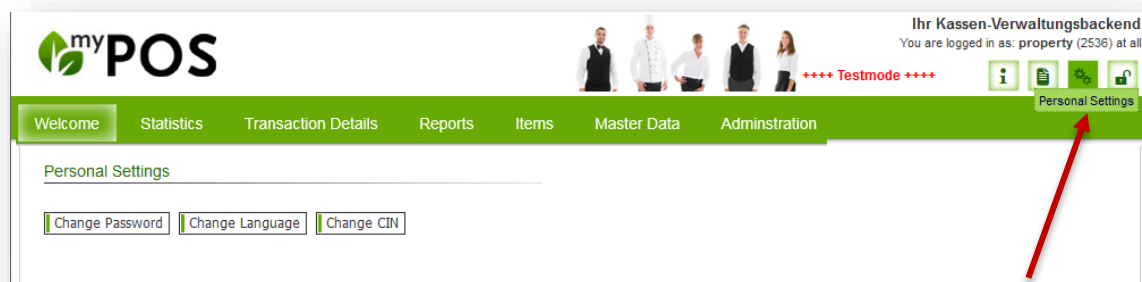 myPOS
Ihr Kassen-Verwaltungsbackend
You are logged in as: property (2536) at all
++++ Testmode ++++
Personal Settings
Welcome Statistics Transaction Details Reports Items Master Data Adminstration
Personal Settings
Change Password Change Language Change CIN